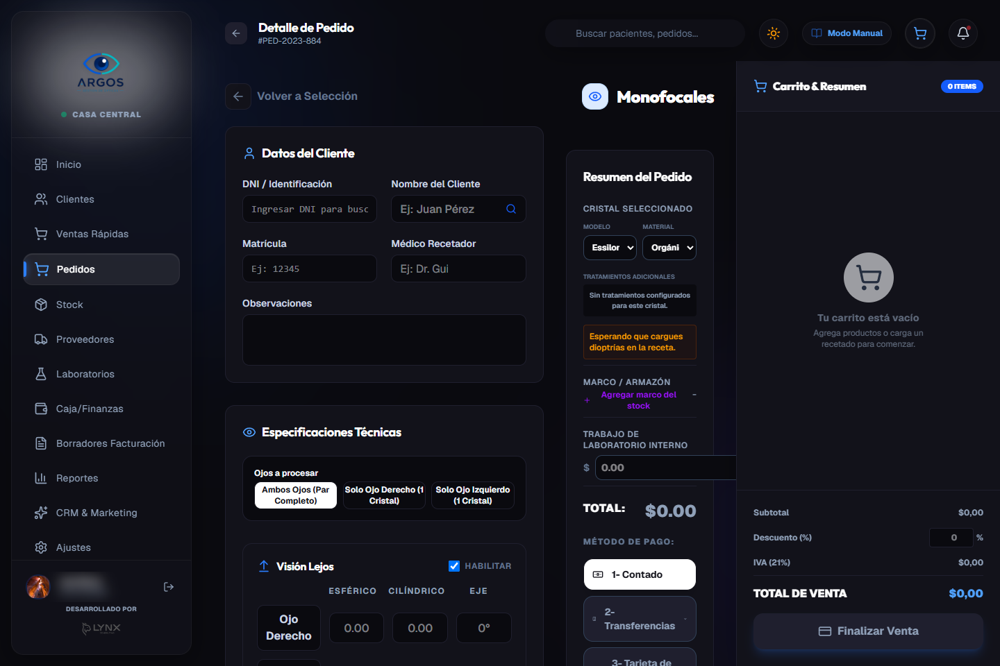 ARGOS
CASA CENTRAL
Inicio
Clientes
Ventas Rápidas
Pedidos
Stock
Proveedores
Laboratorios
Caja/Finanzas
Borradores Facturación
Reportes
CRM & Marketing
Ajustes
DESARROLLADO POR
LYNX
Detalle de Pedido
#PED-2023-884
Buscar pacientes, pedidos...
Modo Manual
Volver a Selección
Monofocales
Datos del Cliente
DNI / Identificación
Nombre del Cliente
Ingresar DNI para busc
Ej: Juan Pérez
Matrícula
Médico Recetador
Ej: 12345
Ej: Dr. Gui
Observaciones
Especificaciones Técnicas
Ojos a procesar
Ambos Ojos (Par
Completo)
Solo Ojo Derecho (1
Cristal)
Solo Ojo Izquierdo
(1 Cristal)
Visión Lejos
HABILITAR
ESFÉRICO
CILÍNDRICO
EJE
Ojo
Derecho
0.00
0.00
0°
Resumen del Pedido
CRISTAL SELECCIONADO
MODELO
MATERIAL
Essilor
Orgáni
TRATAMIENTOS ADICIONALES
Sin tratamientos configurados
para este cristal.
Esperando que cargues
dioptrías en la receta.
MARCO / ARMAZÓN
+ Agregar marco del
stock
-
TRABAJO DE
LABORATORIO INTERNO
$ 0.00
TOTAL: $0.00
MÉTODO DE PAGO:
1- Contado
2-
Transferencias
-
3- Tarjeta de
Carrito & Resumen
0 ITEMS
Tu carrito está vacío
Agrega productos o carga un
recetado para comenzar.
Subtotal $0,00
Descuento (%) 0 %
IVA (21%) $0,00
TOTAL DE VENTA $0,00
Finalizar Venta